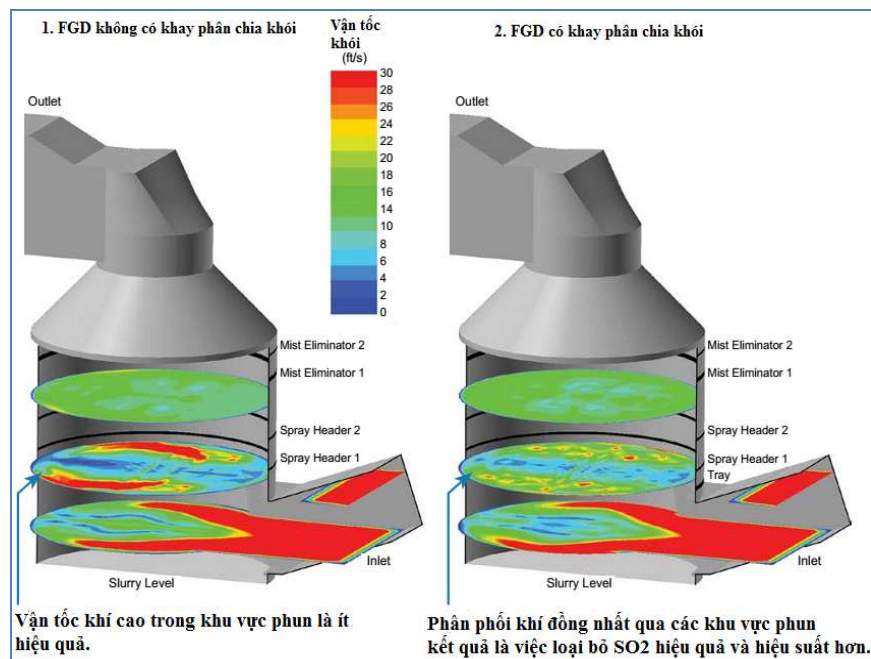 1. FGD không có khay phân chia khói
Vận tốc
khói
(ft/s)
2. FGD có khay phân chia khói
30
28
26
24
22
20
18
16
14
10
8
6
4
2
0
Outlet
Mist Eliminator 2
Mist Eliminator 1
Spray Header 2
Spray Header 1
Inlet
Slurry Level
Outlet
Mist Eliminator 2
Mist Eliminator 1
Spray Header 2
Spray Header 1
Tray
Inlet
Slurry Level
Vận tốc khí cao trong khu vực phun là ít
hiệu quả.
Phân phối khí đồng nhất qua các khu vực phun
kết quả là việc loại bỏ SO2 hiệu quả và hiệu suất hơn.